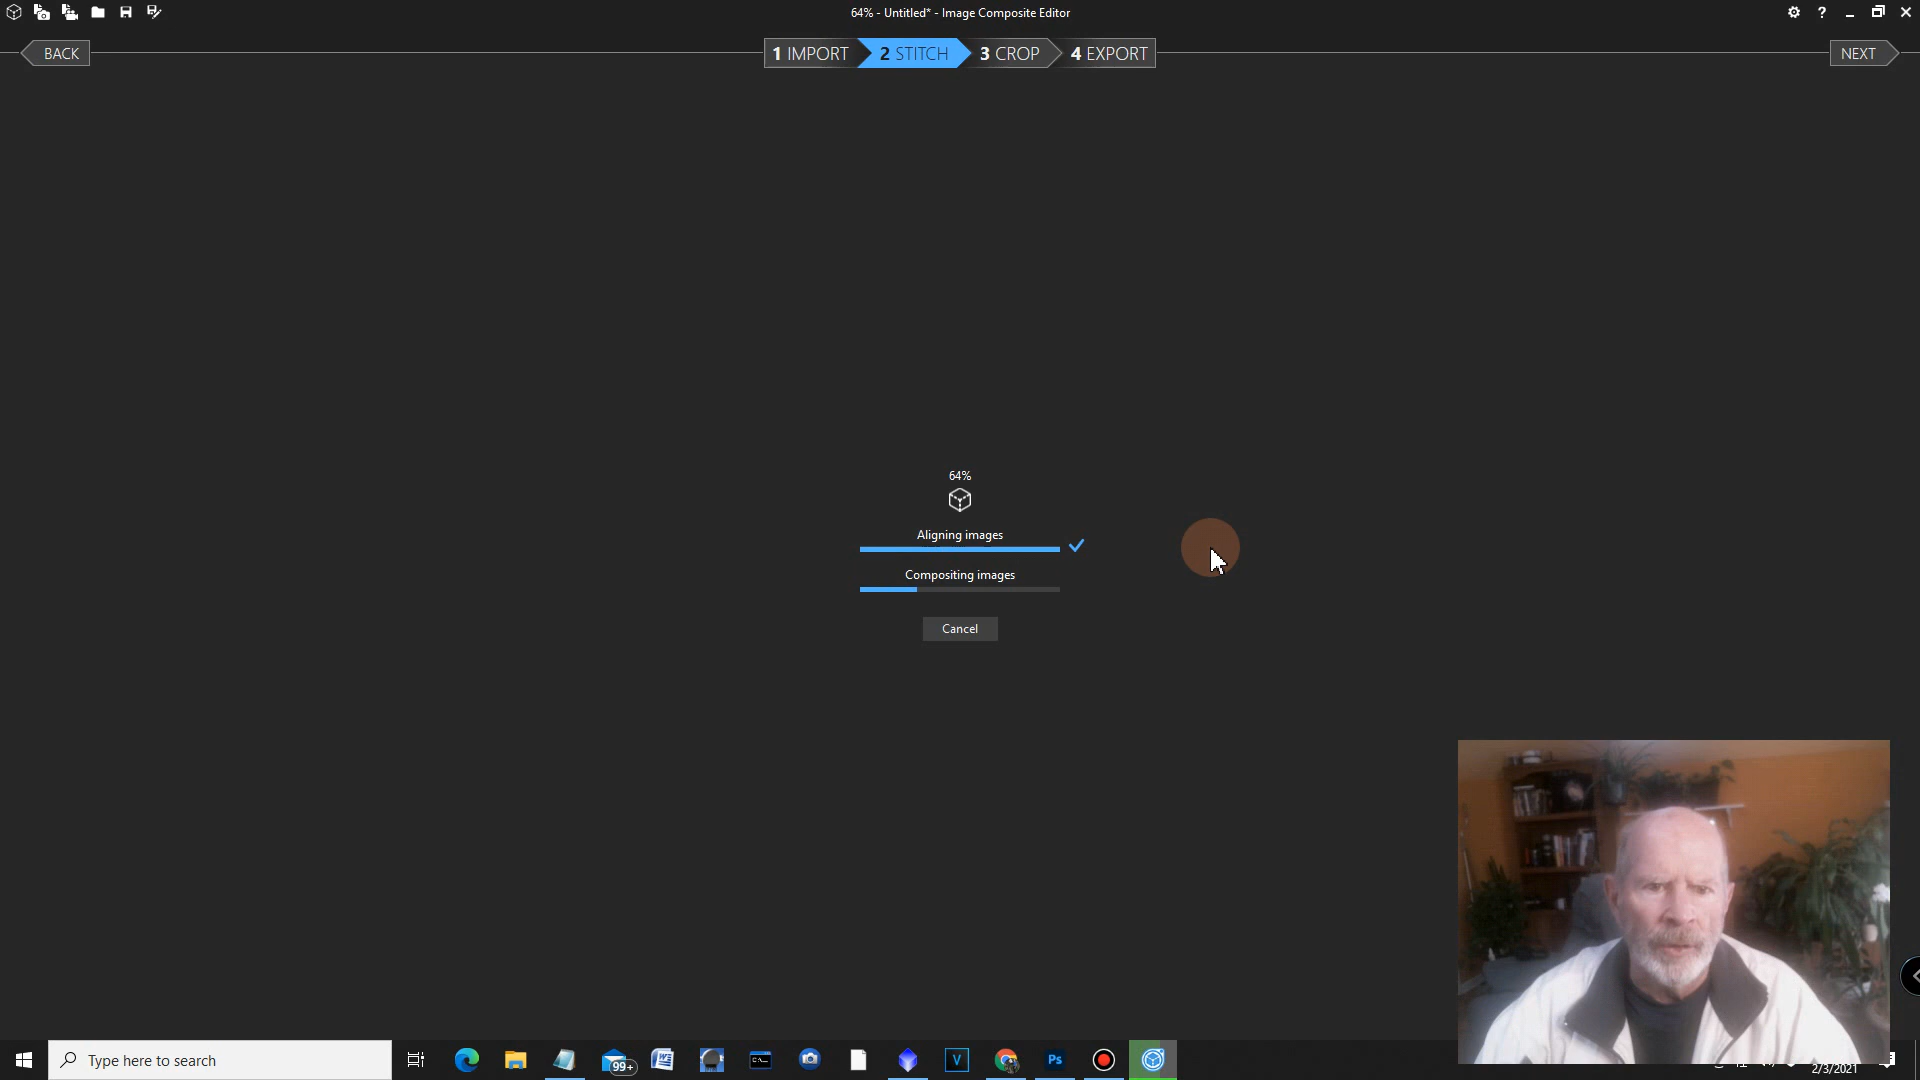 64% - Untitled* - Image Composite Editor
BACK
1 IMPORT
2 STITCH
3 CROP
4 EXPORT
NEXT
64%
Aligning images
Compositing images
Cancel
Type here to search
99+
V
Ps
2/3/2021